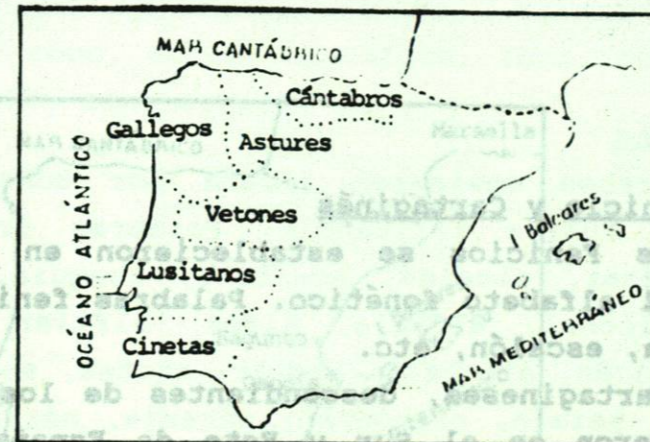 MAR CANTÁBRICO
Cántabros
Gallegos
Astures
OCÉANO ATLÁNTICO
Vetones
I Baleares
Lusitanos
Cinetas
MAR MEDITERRÁNEO